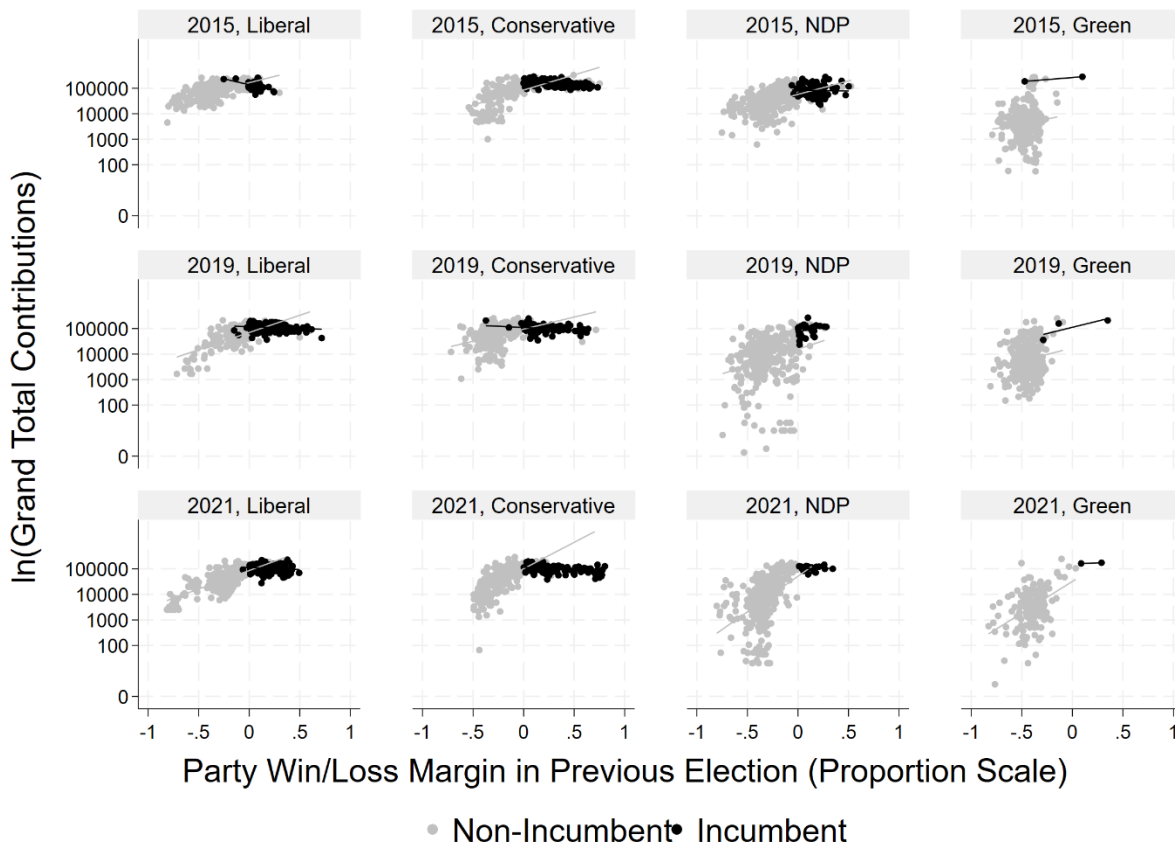 2015, Liberal 2015, Conservative 2015, NDP 2015, Green
100000
10000
1000
100
0
2019, Liberal 2019, Conservative 2019, NDP 2019, Green
100000
10000
1000
100
0
2021, Liberal 2021, Conservative 2021, NDP 2021, Green
100000
10000
1000
100
0
ln(Grand Total Contributions)
-1 -.5 0 .5 1 -1 -.5 0 .5 1 -1 -.5 0 .5 1 -1 -.5 0 .5 1
Party Win/Loss Margin in Previous Election (Proportion Scale)
Non-Incumbent Incumbent